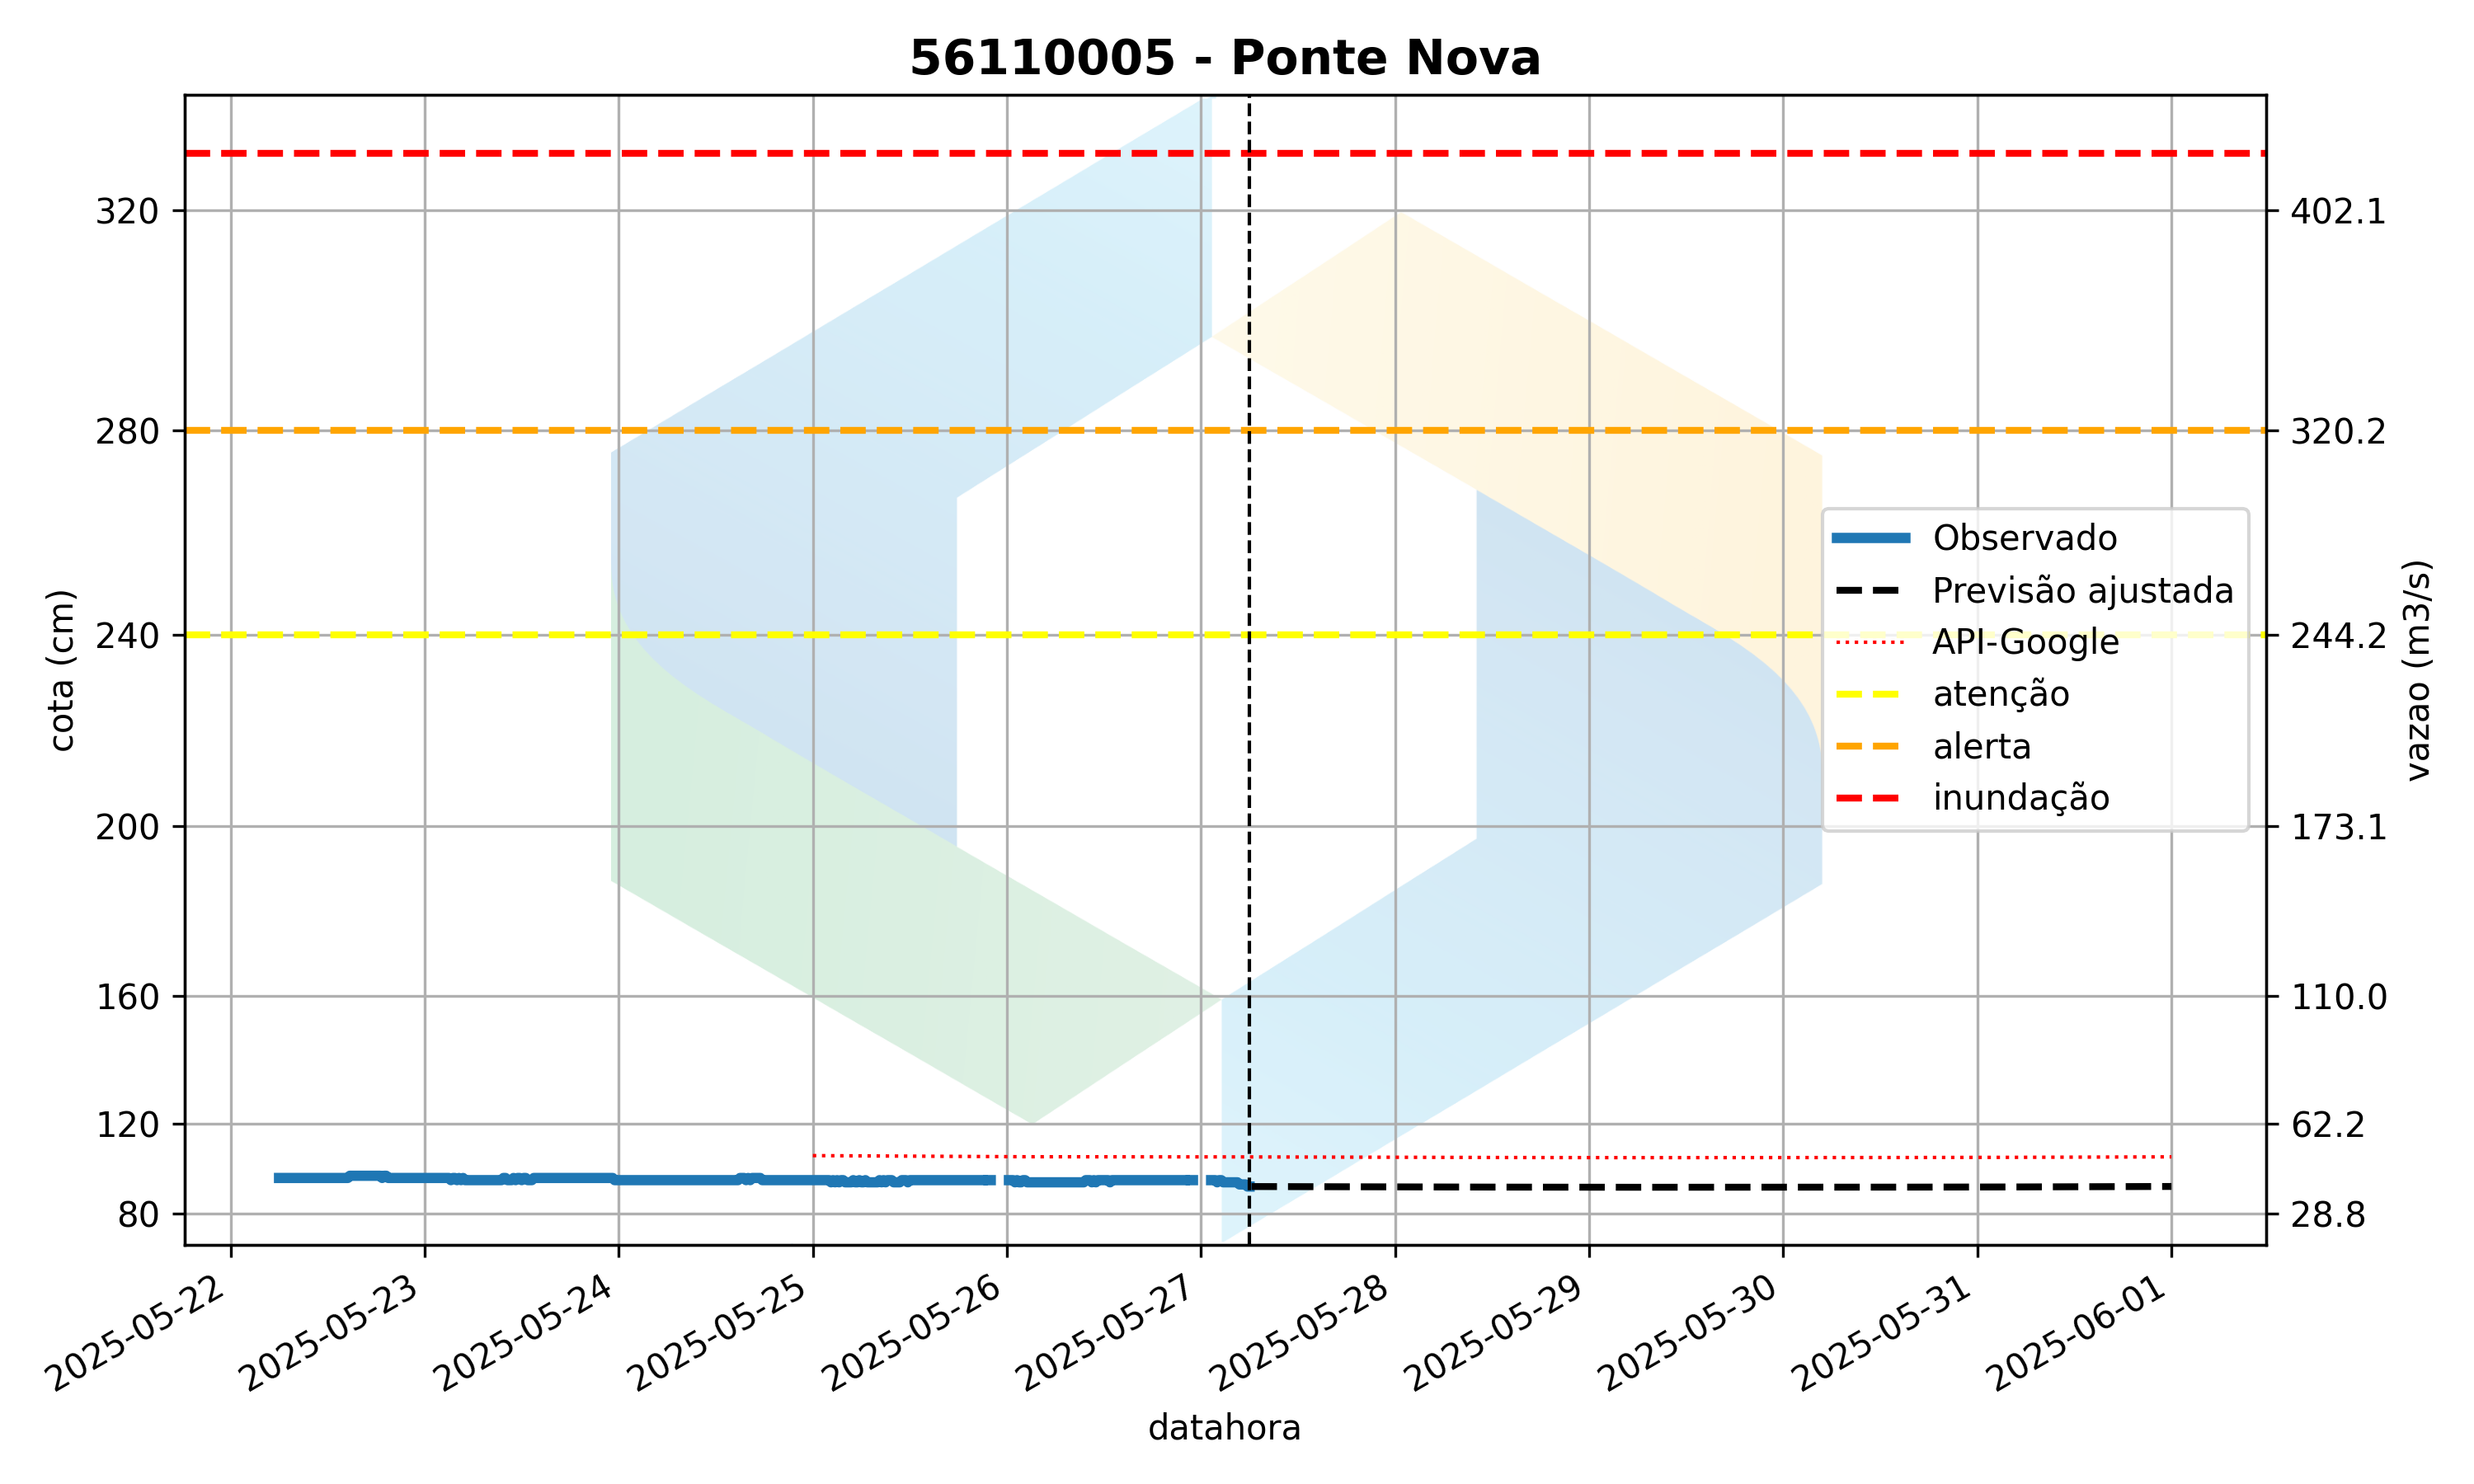 56110005 - Ponte Nova
320
280
240
200
160
120
80
cota (cm)
402.1
320.2
244.2
173.1
110.0
62.2
28.8
vazao (m3/s)
Observado
Previsão ajustada
API-Google
atenção
alerta
inundação
2025-05-22
2025-05-23
2025-05-24
2025-05-25
2025-05-26
2025-05-27
2025-05-28
2025-05-29
2025-05-30
2025-05-31
2025-06-01
datahora